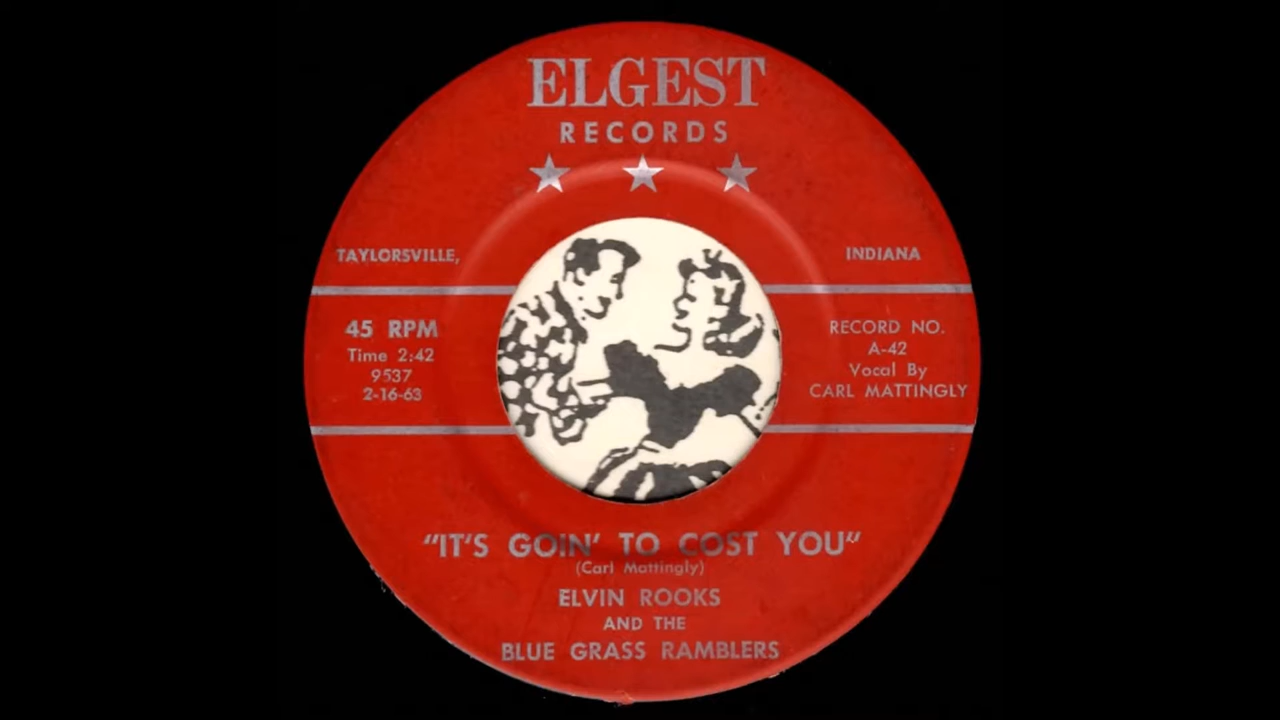 ELGEST
RECORDS
TAYLORSVILLE,
INDIANA
45 RPM
Time 2:42
9537
2-16-63
RECORD NO.
A-42
Vocal By
CARL MATTINGLY
"IT'S GOIN' TO COST YOU"
(Carl Mattingly)
ELVIN ROOKS
AND THE
BLUE GRASS RAMBLERS